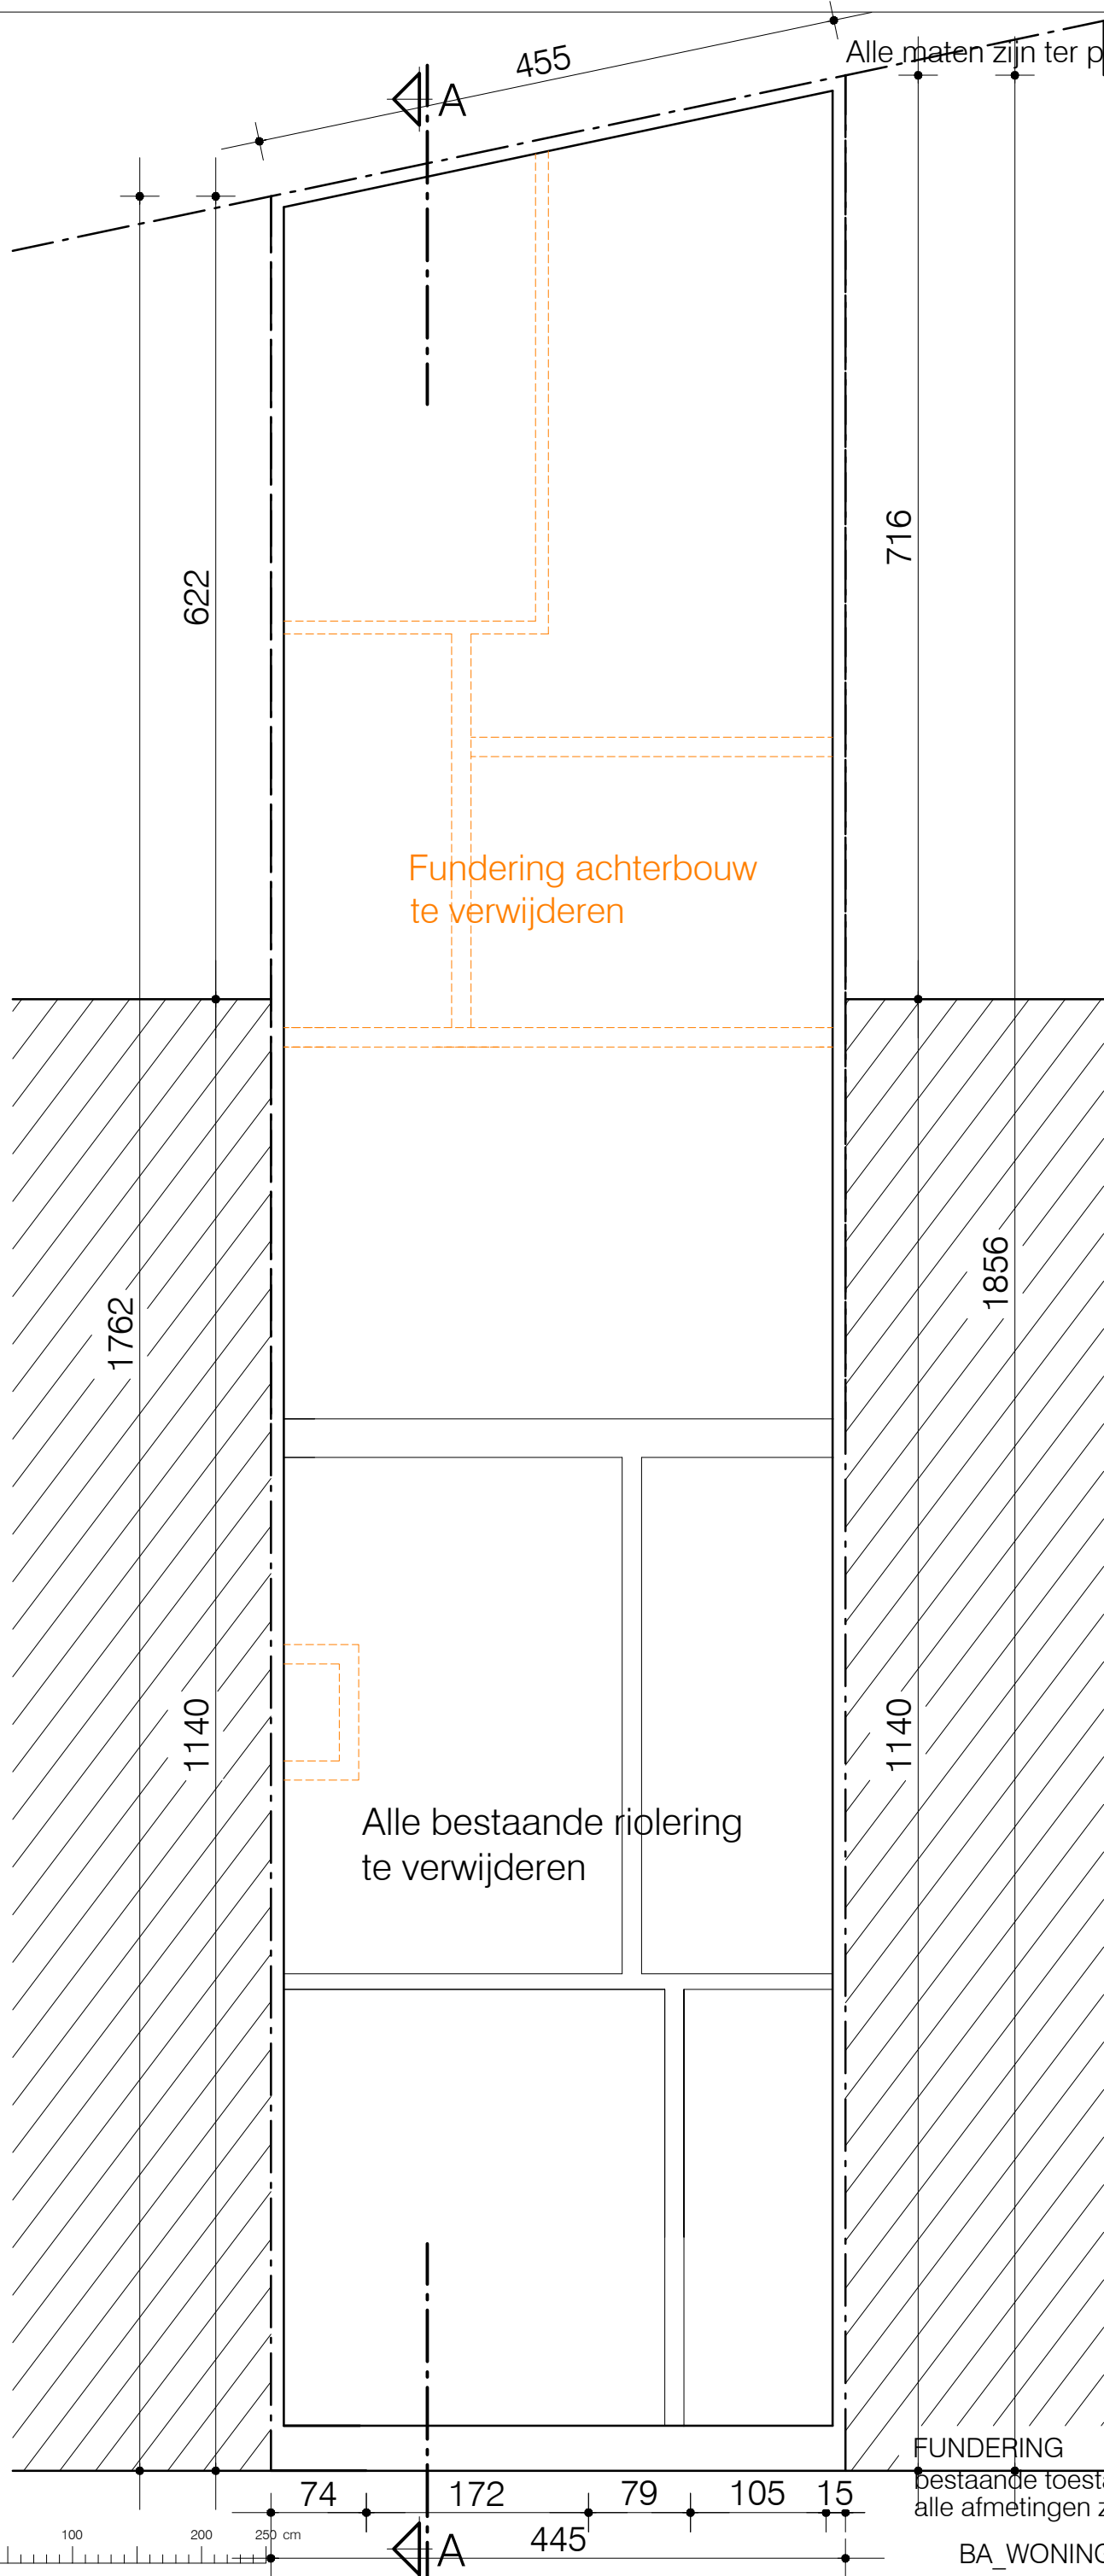 455
Alle maten zijn ter p
A
716
622
Fundering achterbouw
te verwijderen
1856
1762
1140
1140
Alle bestaande riolering
te verwijderen
FUNDERING
bestaande toesta
alle afmetingen z
74 172 79 105 15
100 200 250 cm
445
A
BA_WONING